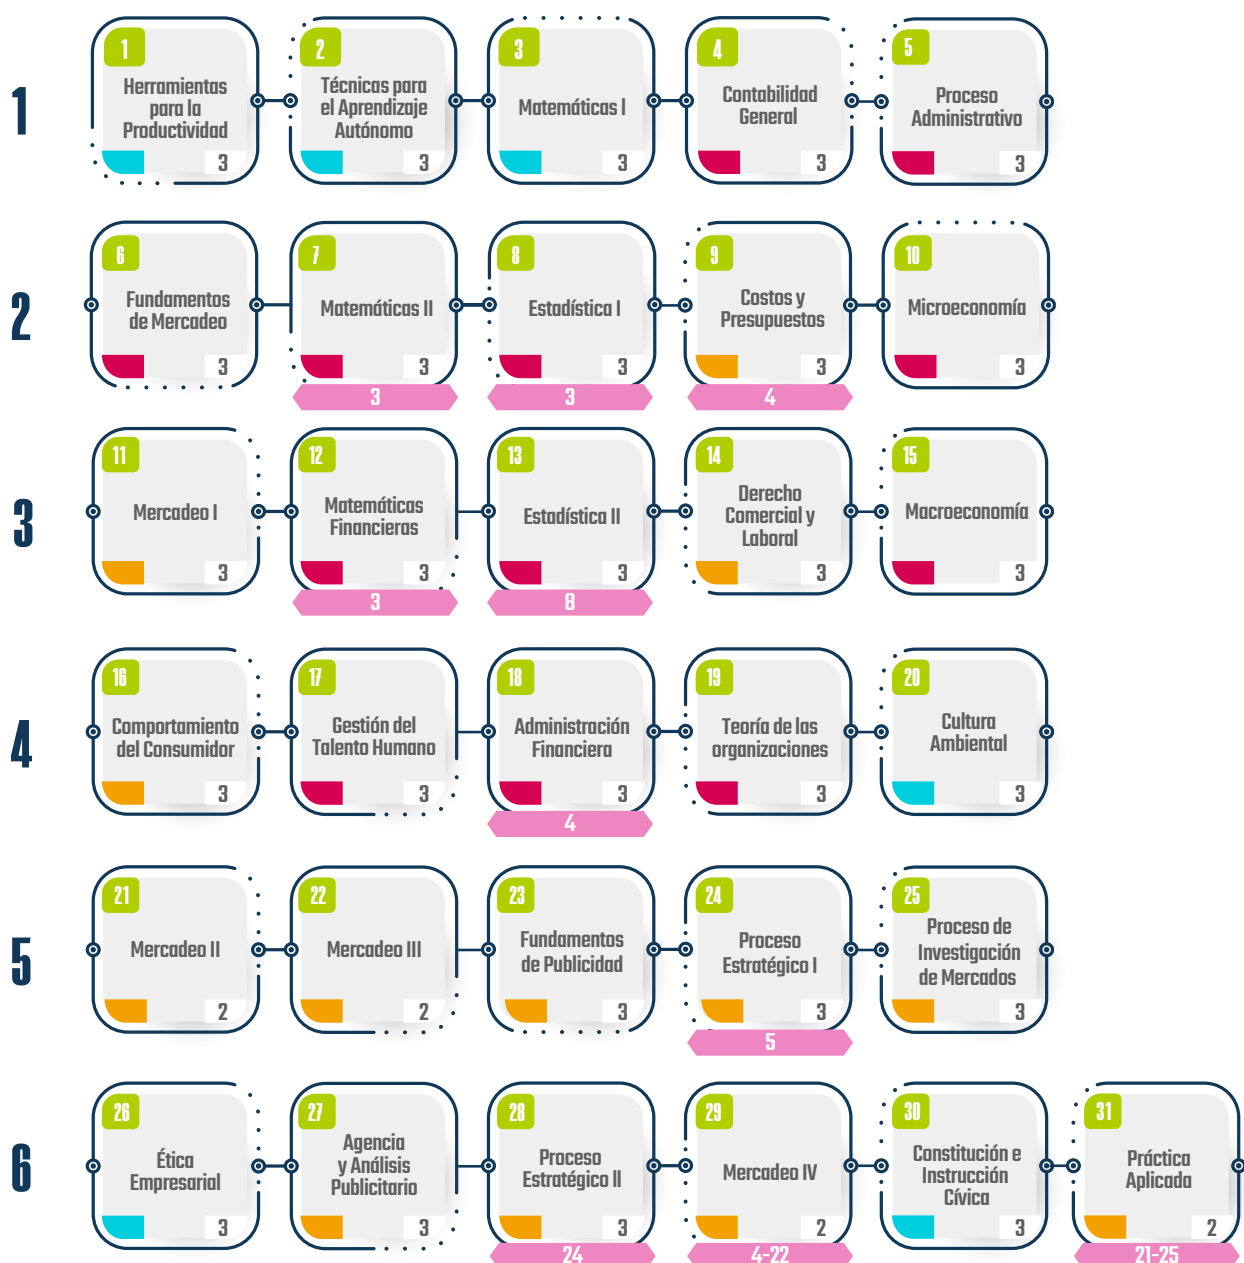 1
1
Herramientas
para la
Productividad
3
2
Técnicas para
el Aprendizaje
Autónomo
3
3
Matemáticas I
3
4
Contabilidad
General
3
5
Proceso
Administrativo
3
2
6
Fundamentos
de Mercadeo
3
7
Matemáticas II
3
3
8
Estadística I
3
3
9
Costos y
Presupuestos
3
4
10
Microeconomía
3
3
11
Mercadeo I
3
12
Matemáticas
Financieras
3
3
13
Estadística II
3
8
14
Derecho
Comercial y
Laboral
3
15
Macroeconomía
3
4
16
Comportamiento
del Consumidor
3
17
Gestión del
Talento Humano
3
18
Administración
Financiera
3
4
19
Teoría de las
organizaciones
3
20
Cultura
Ambiental
3
5
21
Mercadeo II
2
22
Mercadeo III
2
23
Fundamentos
de Publicidad
3
24
Proceso
Estratégico I
3
5
25
Proceso de
Investigación
de Mercados
3
6
26
Ética
Empresarial
3
27
Agencia
y Análisis
Publicitario
3
28
Proceso
Estratégico II
3
24
29
Mercadeo IV
2
4-22
30
Constitución e
Instrucción
Cívica
3
31
Práctica
Aplicada
2
21-25